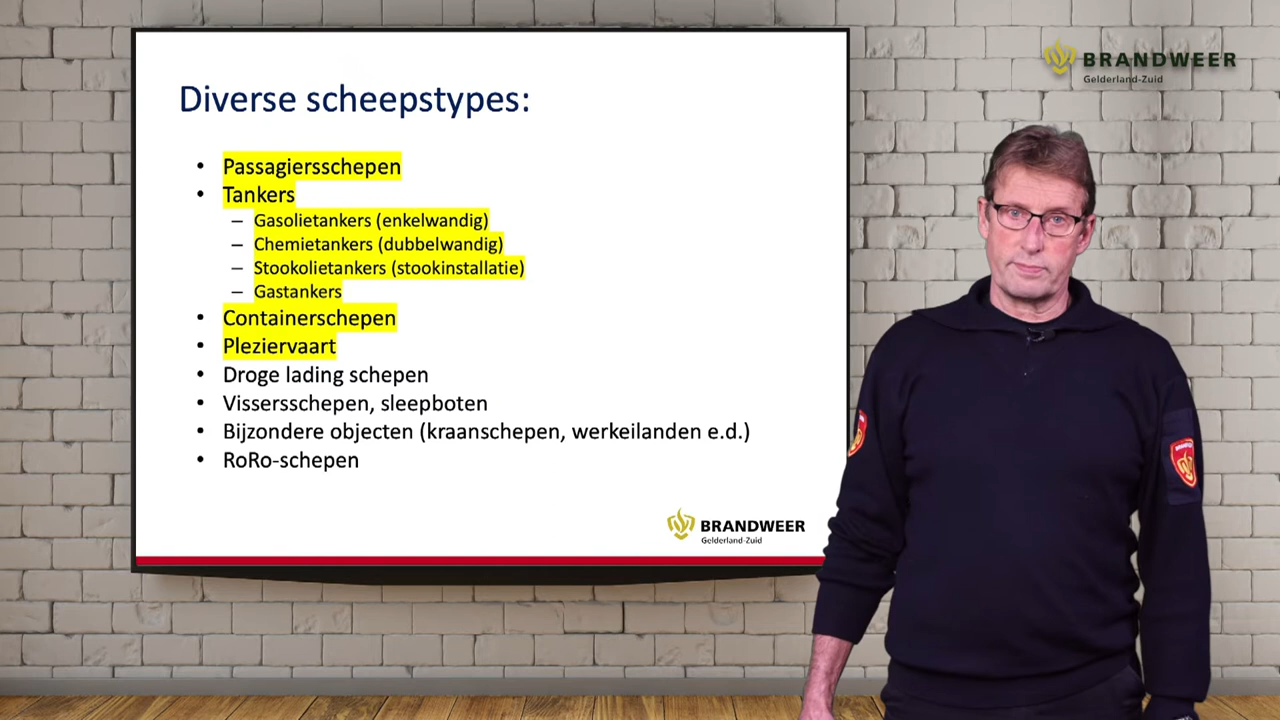 Diverse scheepstypes:
• Passagiersschepen
• Tankers
– Gasolietankers (enkelwandig)
– Chemietankers (dubbelwandig)
– Stookolietankers (stookinstallatie)
– Gastankers
• Containerschepen
• Pleziervaart
• Droge lading schepen
• Vissersschepen, sleepboten
• Bijzondere objecten (kraanschepen, werkeilanden e.d.)
• RoRo-schepen
BRANDWEER
Gelderland-Zuid
BRANDWEER
Gelderland-Zuid